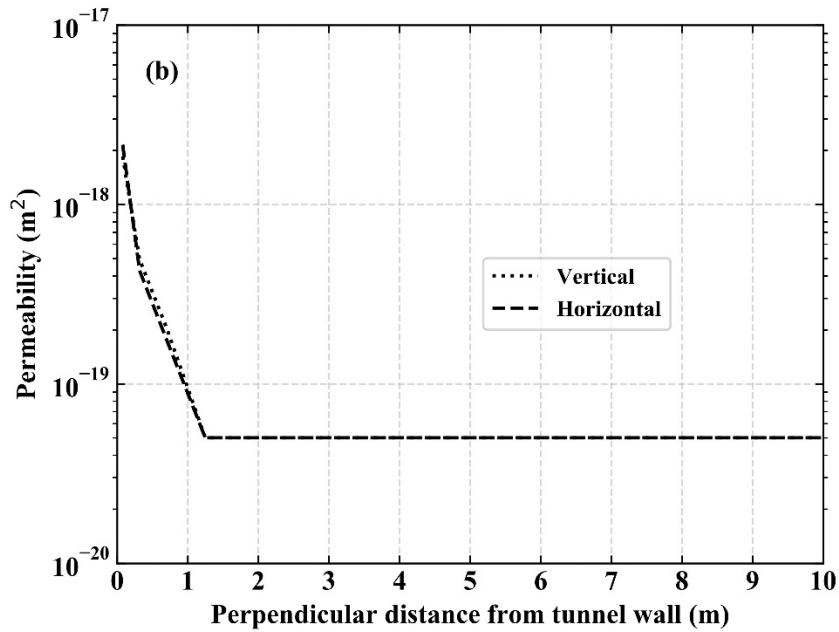 (b)
Permeability (m²)
10⁻¹⁷
10⁻¹⁸
10⁻¹⁹
10⁻²⁰
Vertical
Horizontal
0 1 2 3 4 5 6 7 8 9 10
Perpendicular distance from tunnel wall (m)